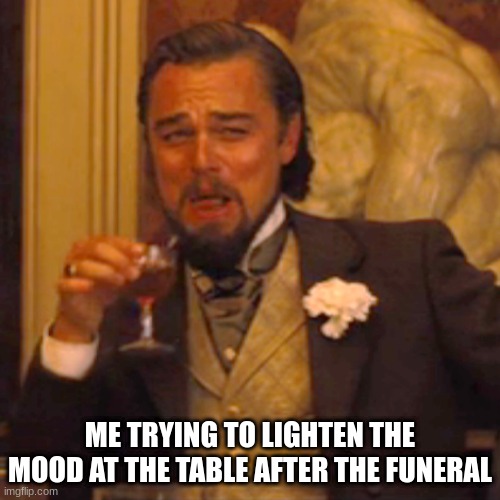 ME TRYING TO LIGHTEN THE
MOOD AT THE TABLE AFTER THE FUNERAL
imgflip.com